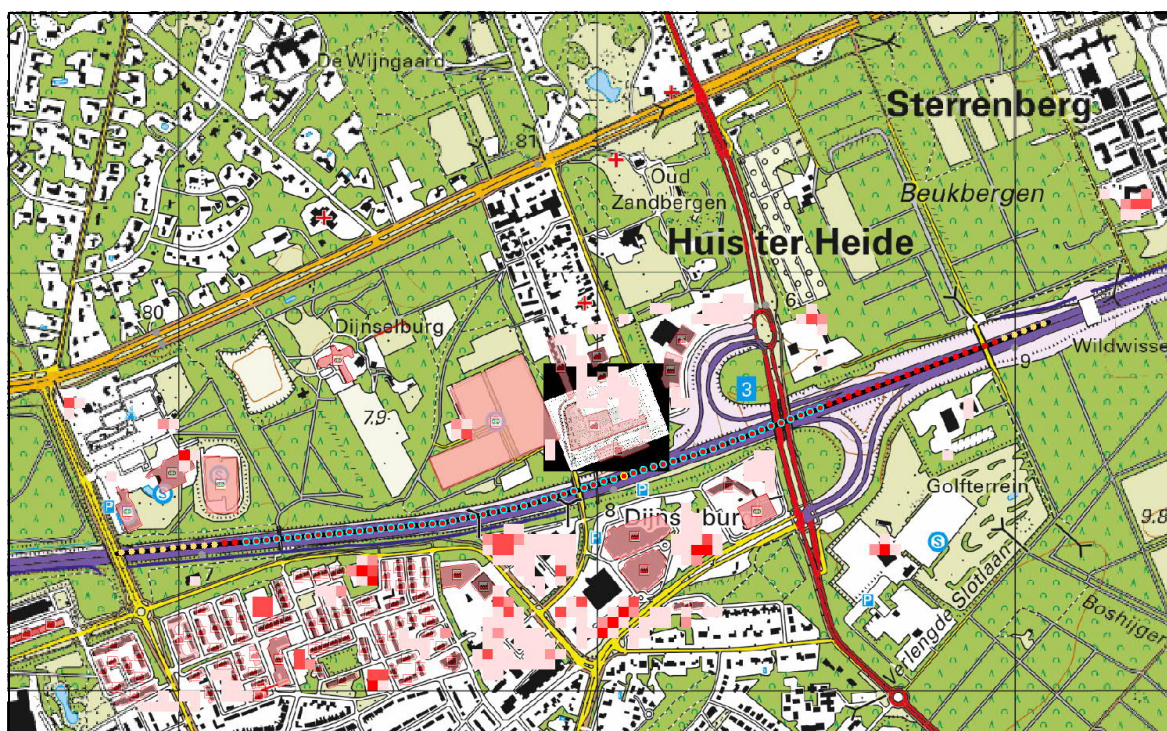 De Wijngaard
Sterrenberg
81
Oud
Zandbergen
Beukbergen
Huis ter Heide
80
Dijnselburg
6
Wildwisse
9
3
7.9
Golfterrein
S
S
P
P
8
Dijnselburg
P
S
9.8
P
Verlengde Slotlaan
Boshijger